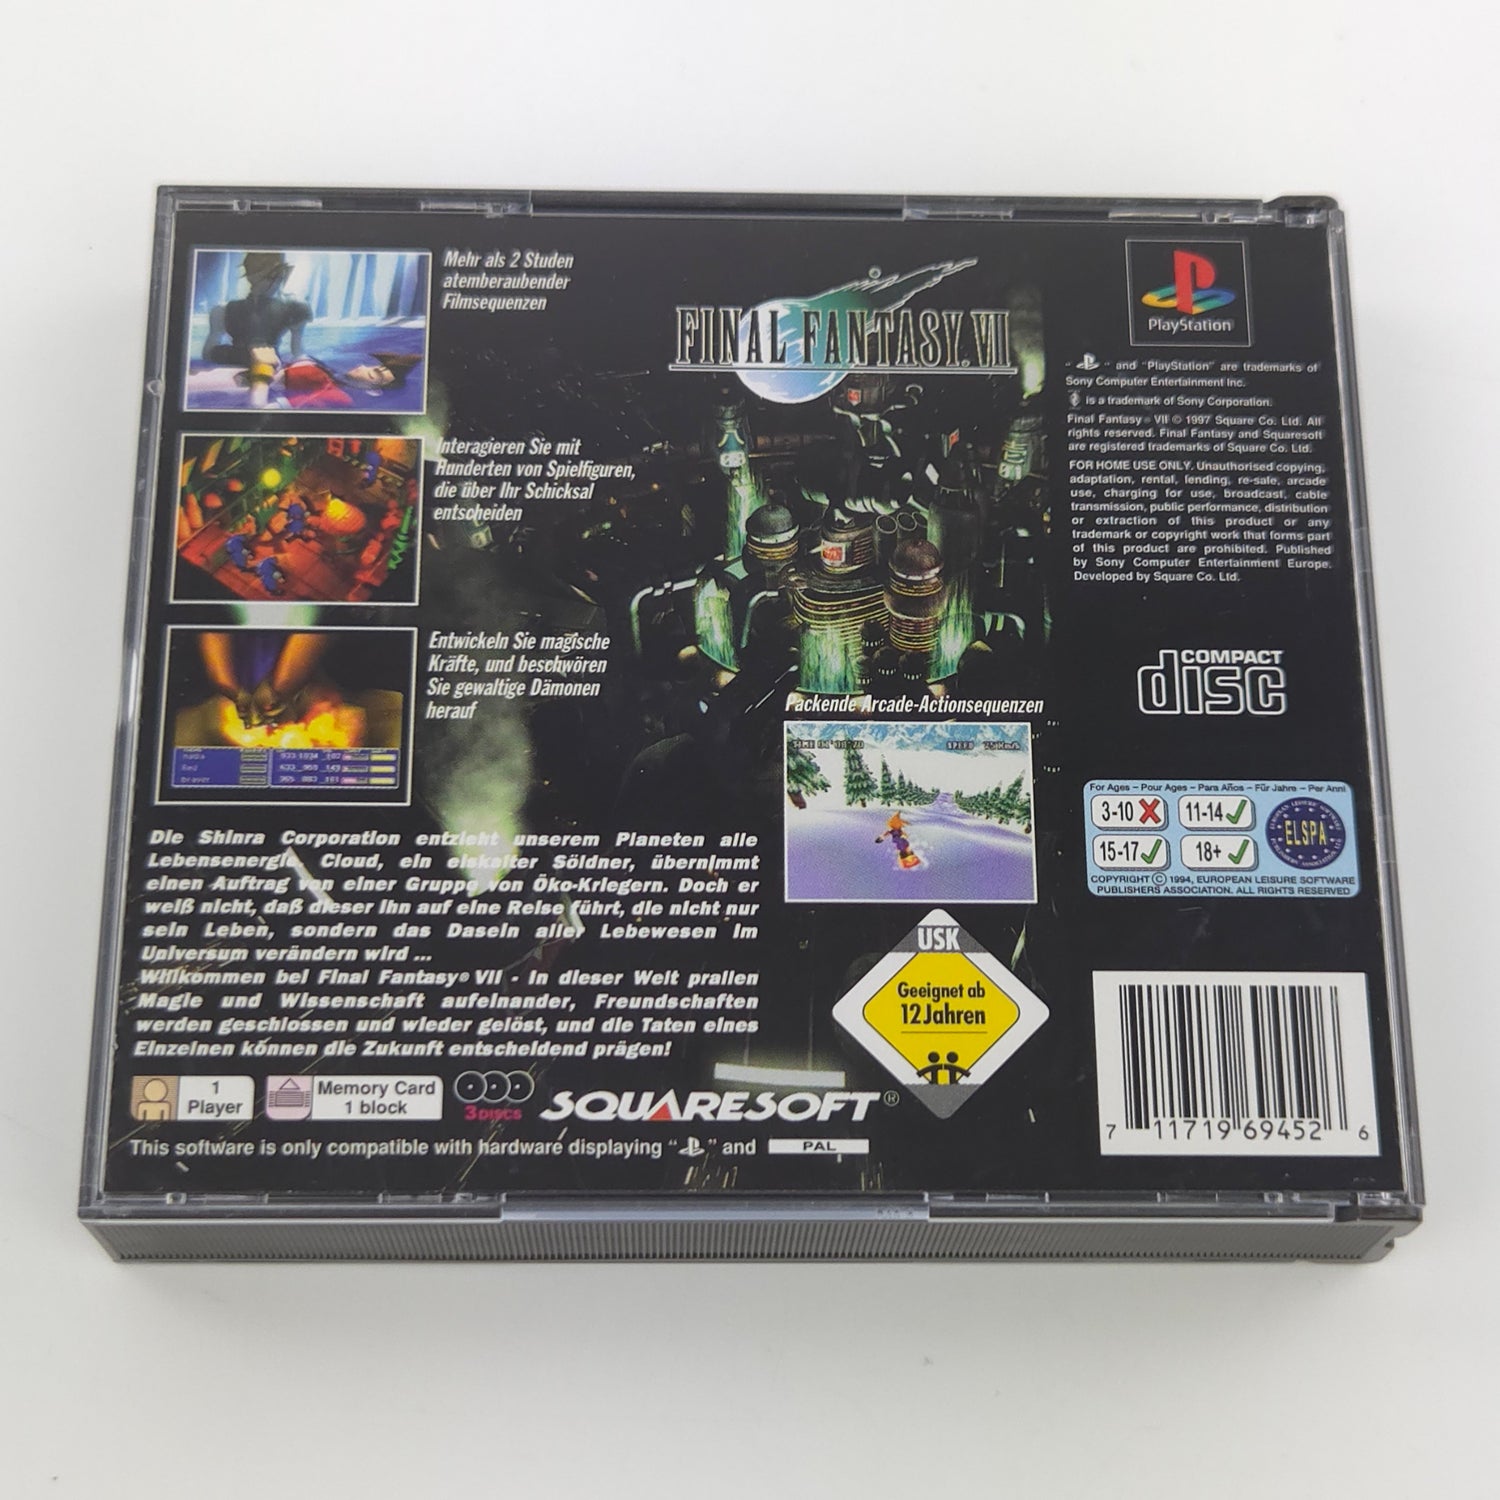 Mehr als 2 Studen
atemberaubender
Filmsequenzen
FINAL FANTASY. VII
PlayStation
" " and "PlayStation" are trademarks of
Sony Computer Entertainment Inc.
is a trademark of Sony Corporation.
Final Fantasy® VII © 1997 Square Co. Ltd. All
rights reserved. Final Fantasy and Squaresoft
are registered trademarks of Square Co. Ltd.
FOR HOME USE ONLY. Unauthorised copying,
adaptation, rental, lending, re-sale, arcade
use, charging for use, broadcast, cable
transmission, public performance, distribution
or extraction of this product or any
trademark or copyright work that forms part
of this product are prohibited. Published
by Sony Computer Entertainment Europe.
Developed by Square Co. Ltd.
Interagieren Sie mit
Hunderten von Spielfiguren,
die über Ihr Schicksal
entscheiden
Entwickeln Sie magische
Kräfte, und beschwören
Sie gewaltige Dämonen
herauf
COMPACT
disc
Packende Arcade-Actionsequenzen
For Ages – Pour Ages – Para Años – Für Jahre – Per Anni
3-10 11-14
15-17 18+
ELSPA
COPYRIGHT © 1994, EUROPEAN LEISURE SOFTWARE
PUBLISHERS ASSOCIATION. ALL RIGHTS RESERVED
Die Shinra Corporation entzieht unserem Planeten alle
Lebensenergie. Cloud, ein eiskalter Söldner, übernimmt
einen Auftrag von einer Gruppe von Öko-Kriegern. Doch er
weiß nicht, daß dieser ihn auf eine Reise führt, die nicht nur
sein Leben, sondern das Dasein aller Lebewesen im
Universum verändern wird ...
Willkommen bei Final Fantasy® VII - In dieser Welt prallen
Magie und Wissenschaft aufeinander, Freundschaften
werden geschlossen und wieder gelöst, und die Taten eines
Einzelnen können die Zukunft entscheidend prägen!
USK
Geeignet ab
12 Jahren
1
Player
Memory Card
1 block
3 DISCS
SQUARESOFT®
This software is only compatible with hardware displaying " " and PAL
7 11719 69452 6